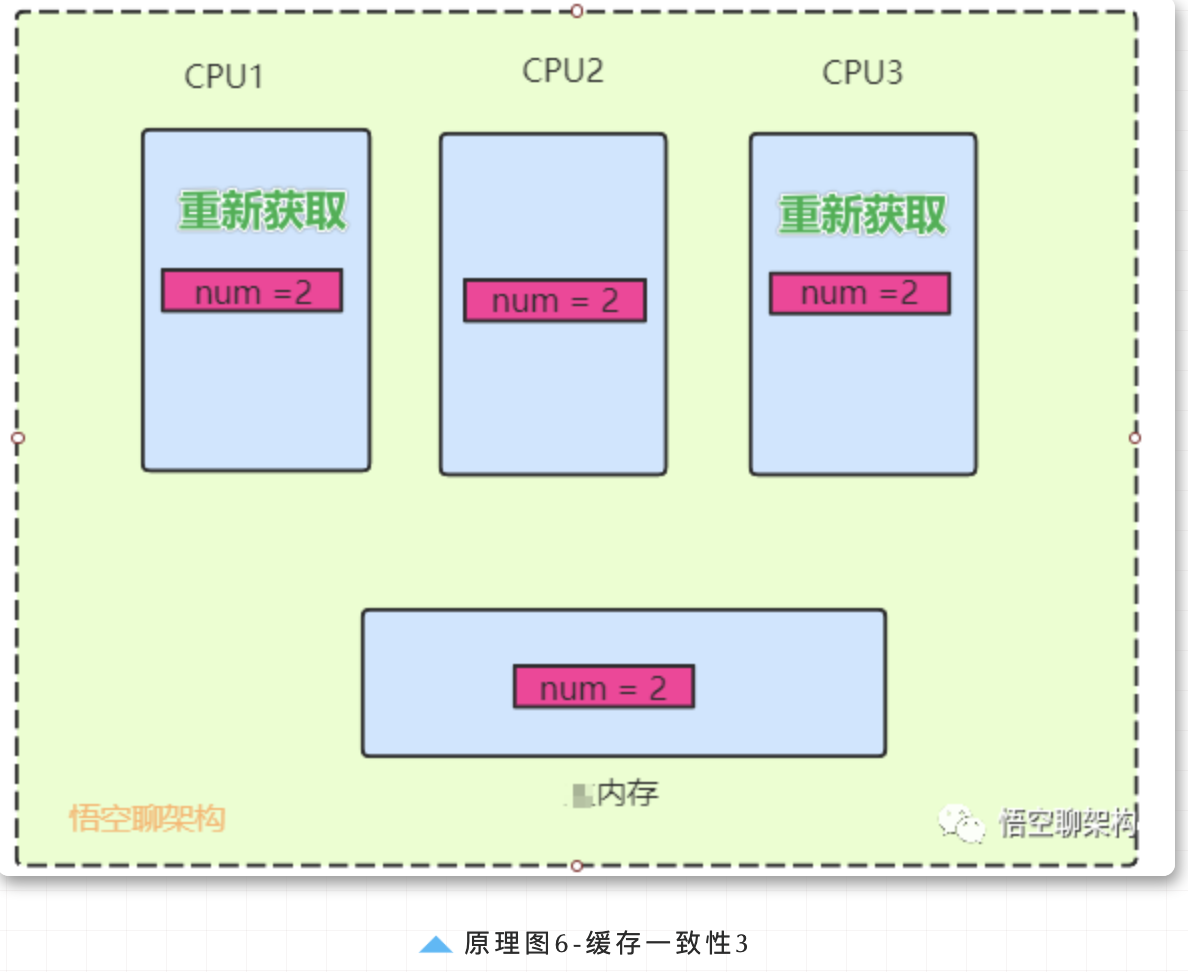 CPU1
CPU2
CPU3
重新获取
重新获取
num =2
num = 2
num =2
num = 2
内存
悟空聊架构
悟空聊架构
原理图6-缓存一致性3